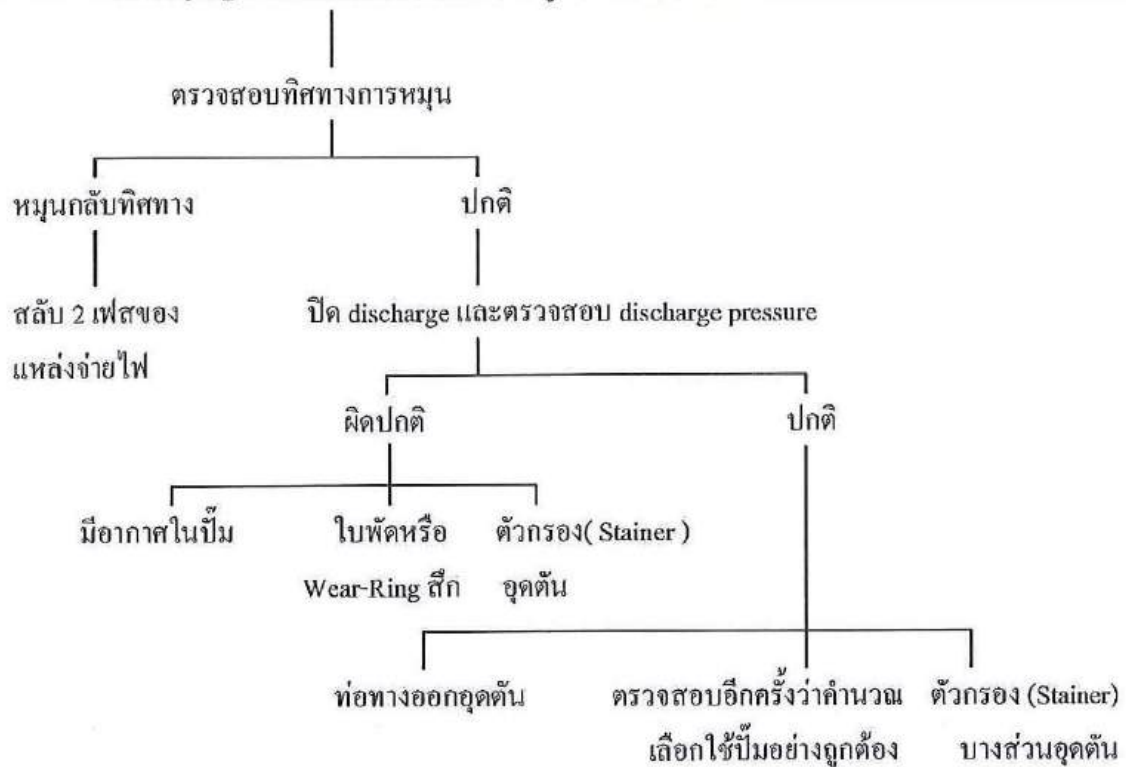 ตรวจสอบทิศทางการหมุน
หมุนกลับทิศทาง ปกติ
สลับ 2 เฟสของ ปิด discharge และตรวจสอบ discharge pressure
แหล่งจ่ายไฟ
ผิดปกติ ปกติ
มีอากาศในปั๊ม ใบพัดหรือ ตัวกรอง( Stainer )
Wear-Ring สึก อุดตัน
ท่อทางออกอุดตัน ตรวจสอบอีกครั้งว่าคำนวณ ตัวกรอง (Stainer)
เลือกใช้ปั๊มอย่างถูกต้อง บางส่วนอุดตัน